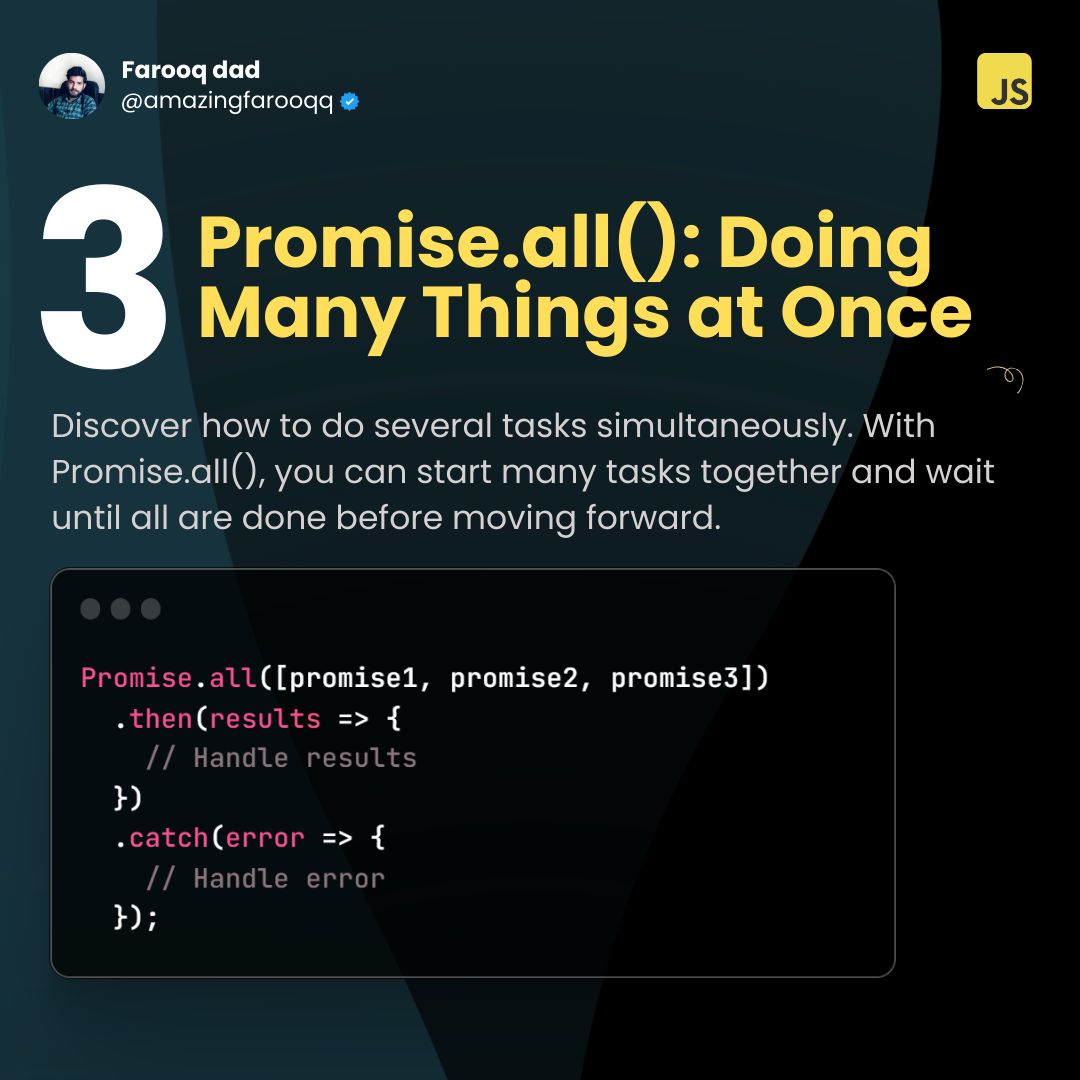 Farooq dad
@amazingfarooqq
JS
3
Promise.all(): Doing
Many Things at Once
Discover how to do several tasks simultaneously. With
Promise.all(), you can start many tasks together and wait
until all are done before moving forward.
Promise.all([promise1, promise2, promise3])
  .then(results => {
    // Handle results
  })
  .catch(error => {
    // Handle error
  });